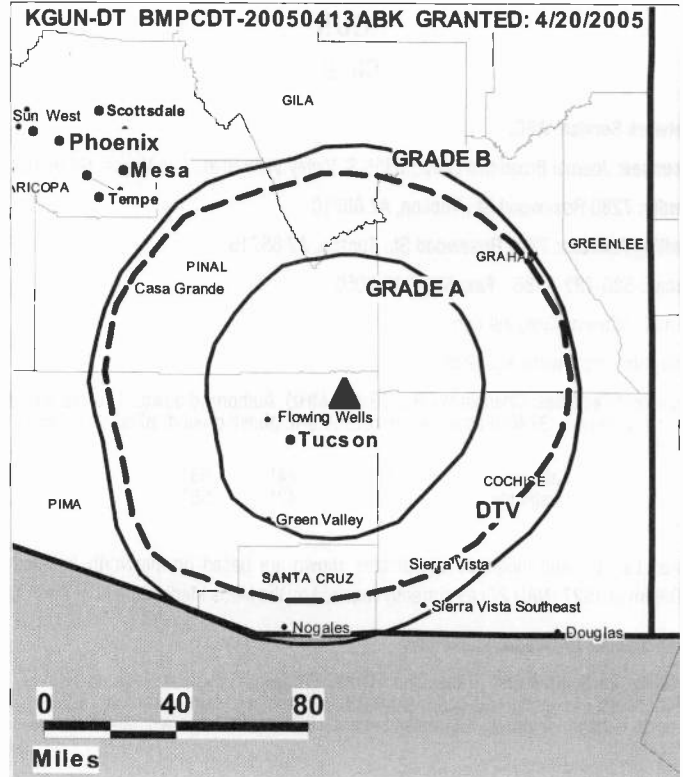 KGUN-DT BMPCDT-20050413ABK GRANTED: 4/20/2005
GILA
Scottsdale
Sun West
Phoenix
GRADE B
Mesa
ARICOPA
Tempe
GREENLEE
GRAHAM
PINAL
Casa Grande
GRADE A
Flowing Wells
Tucson
COCHISE
PIMA
DTV
Green Valley
Sierra Vista
SANTA CRUZ
Sierra Vista Southeast
Nogales
Douglas
0 40 80
Miles